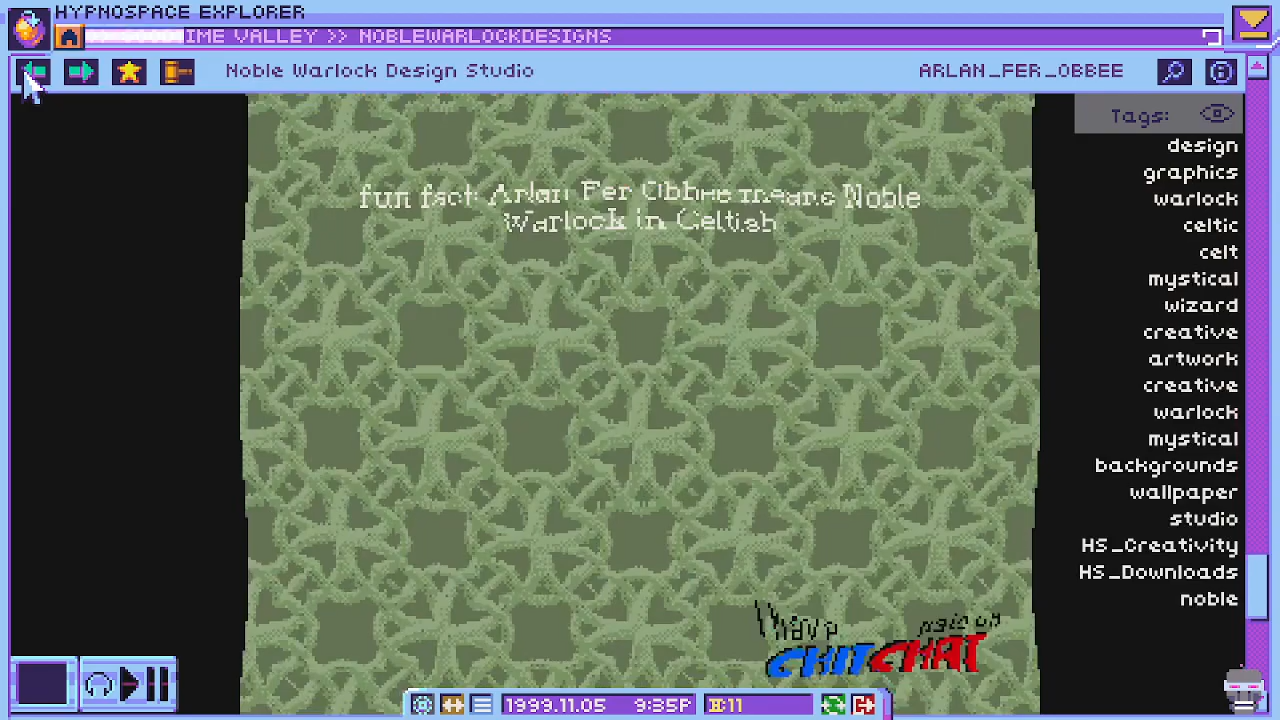 HYPNOSPACE EXPLORER
IME VALLEY >> NOBLEWARLOCKDESIGNS
Noble Warlock Design Studio
ARLAN_FER_OBBEE
Tags:
design
graphics
warlock
celtic
celt
mystical
wizard
creative
artwork
creative
warlock
mystical
backgrounds
wallpaper
studio
HS_Creativity
HS_Downloads
noble
fun fact: Arlan Fer Obbee means Noble
Warlock in Celtish
CHITCHAT
1999.11.05 9:35P
11